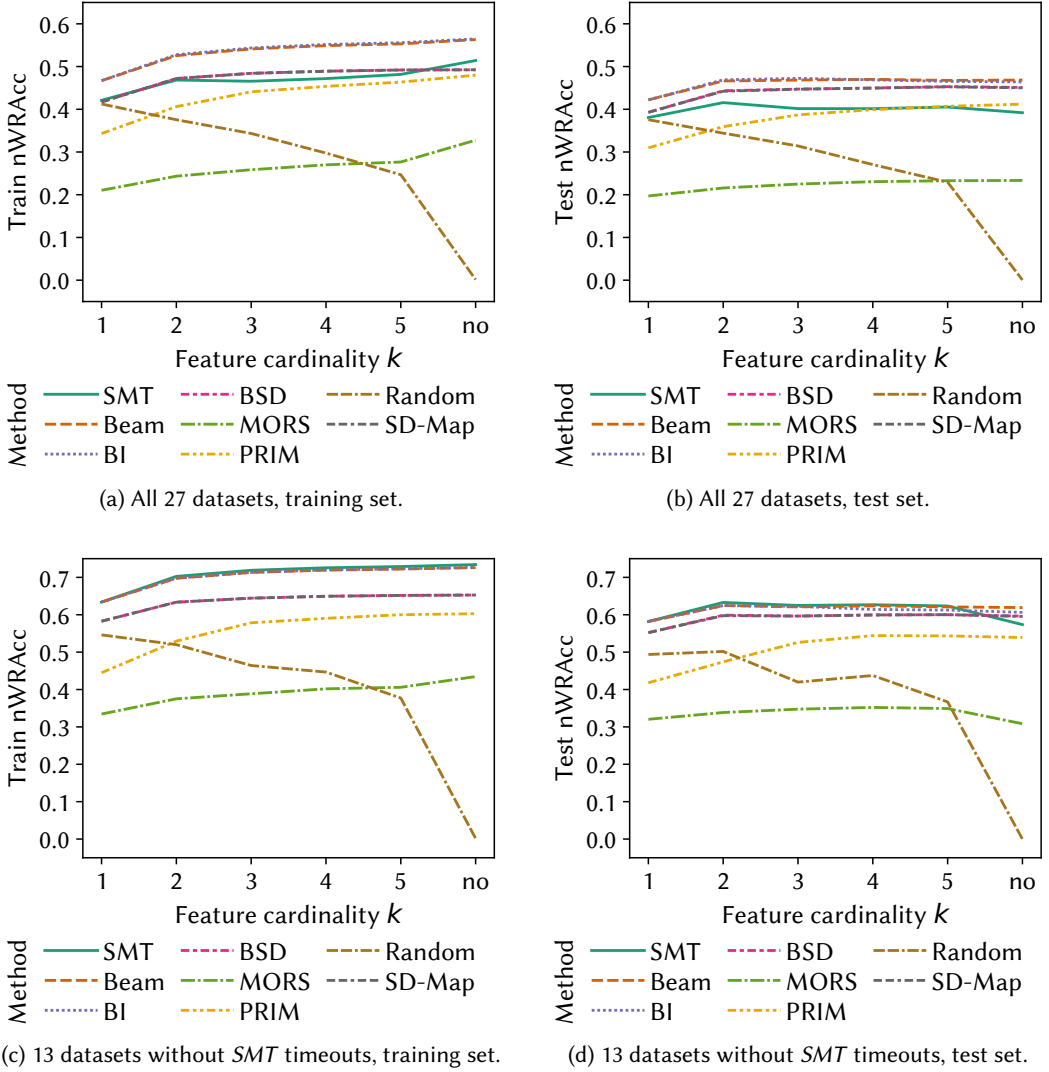 0.6
0.5
0.4
0.3
0.2
0.1
0.0
Train nWRAcc
1 2 3 4 5 no
Feature cardinality k
Method
SMT BSD Random
Beam MORS SD-Map
BI PRIM
(a) All 27 datasets, training set.
0.6
0.5
0.4
0.3
0.2
0.1
0.0
Test nWRAcc
1 2 3 4 5 no
Feature cardinality k
Method
SMT BSD Random
Beam MORS SD-Map
BI PRIM
(b) All 27 datasets, test set.
0.7
0.6
0.5
0.4
0.3
0.2
0.1
0.0
Train nWRAcc
1 2 3 4 5 no
Feature cardinality k
Method
SMT BSD Random
Beam MORS SD-Map
BI PRIM
(c) 13 datasets without SMT timeouts, training set.
0.7
0.6
0.5
0.4
0.3
0.2
0.1
0.0
Test nWRAcc
1 2 3 4 5 no
Feature cardinality k
Method
SMT BSD Random
Beam MORS SD-Map
BI PRIM
(d) 13 datasets without SMT timeouts, test set.